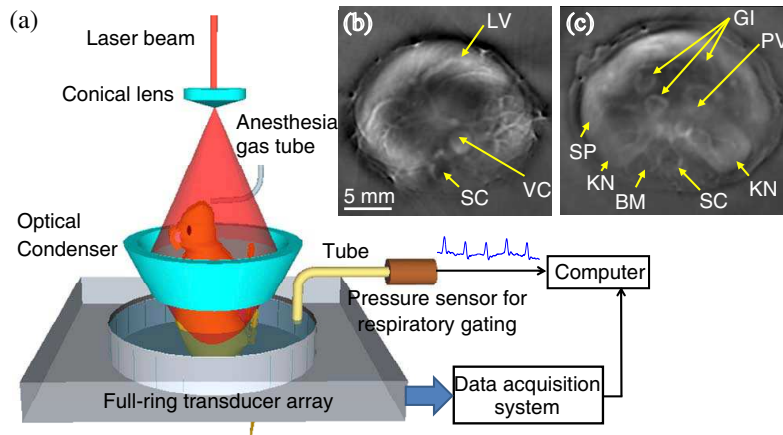 (a)
Laser beam
Conical lens
Anesthesia
gas tube
Optical
Condenser
Tube
Pressure sensor for
respiratory gating
Computer
Full-ring transducer array
Data acquisition
system
(b)
LV
SC
VC
5 mm
(c)
GI
PV
SP
KN
BM
SC
KN